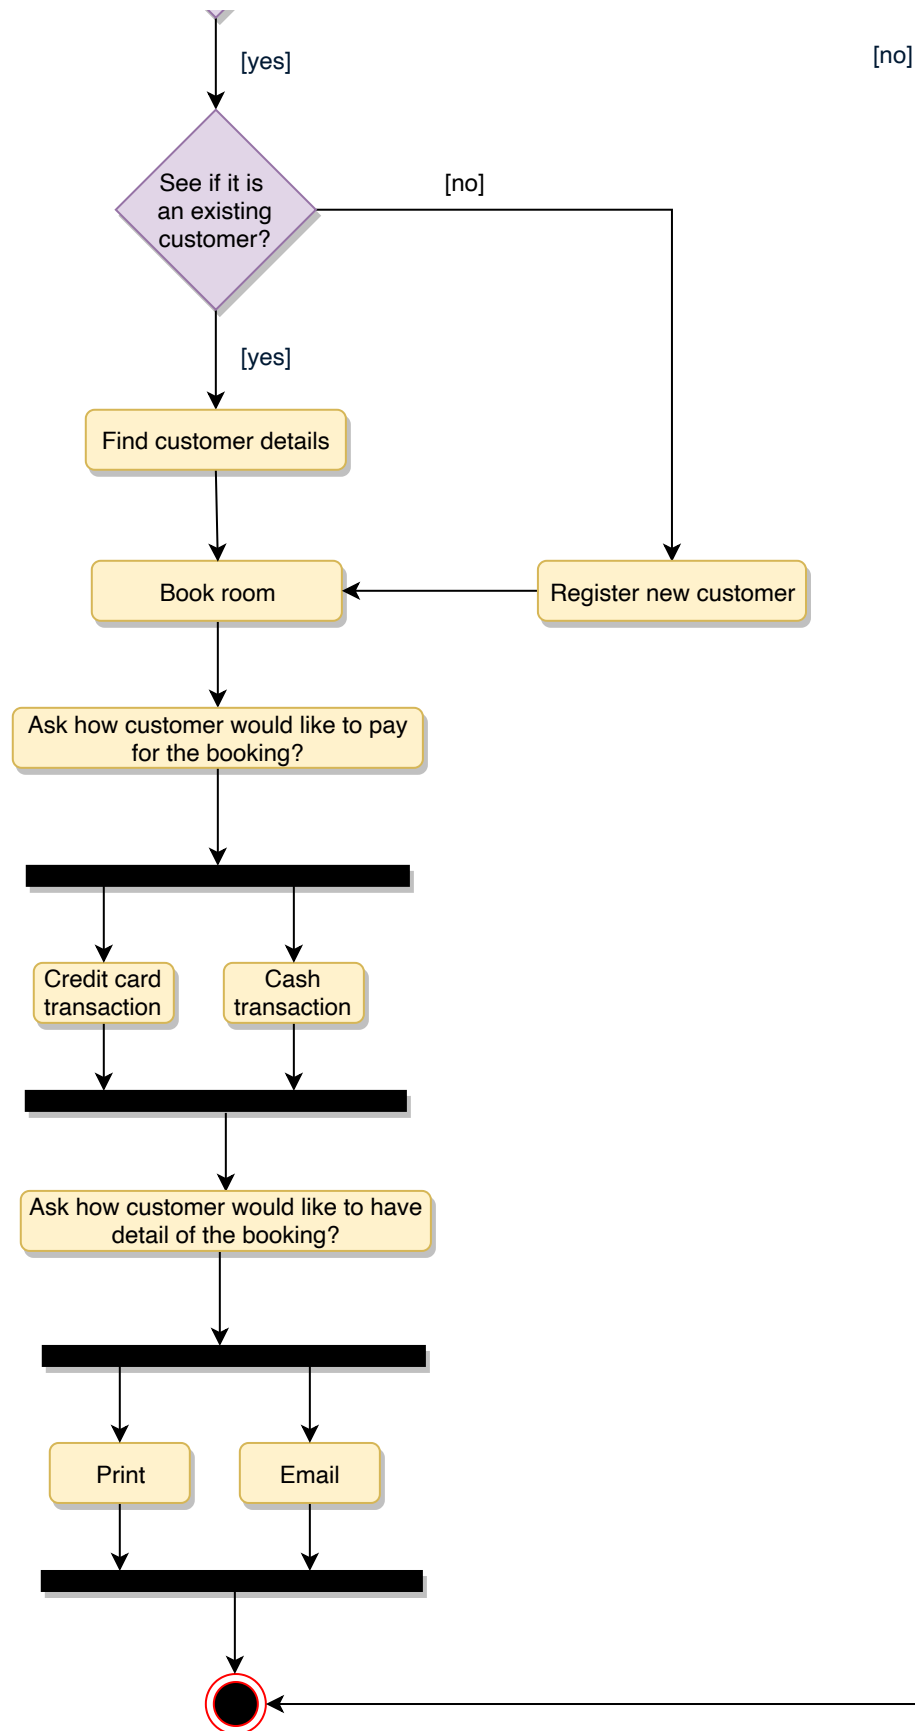 [yes]
[no]
See if it is
an existing
customer?
[no]
[yes]
Find customer details
Book room
Register new customer
Ask how customer would like to pay
for the booking?
Credit card
transaction
Cash
transaction
Ask how customer would like to have
detail of the booking?
Print
Email